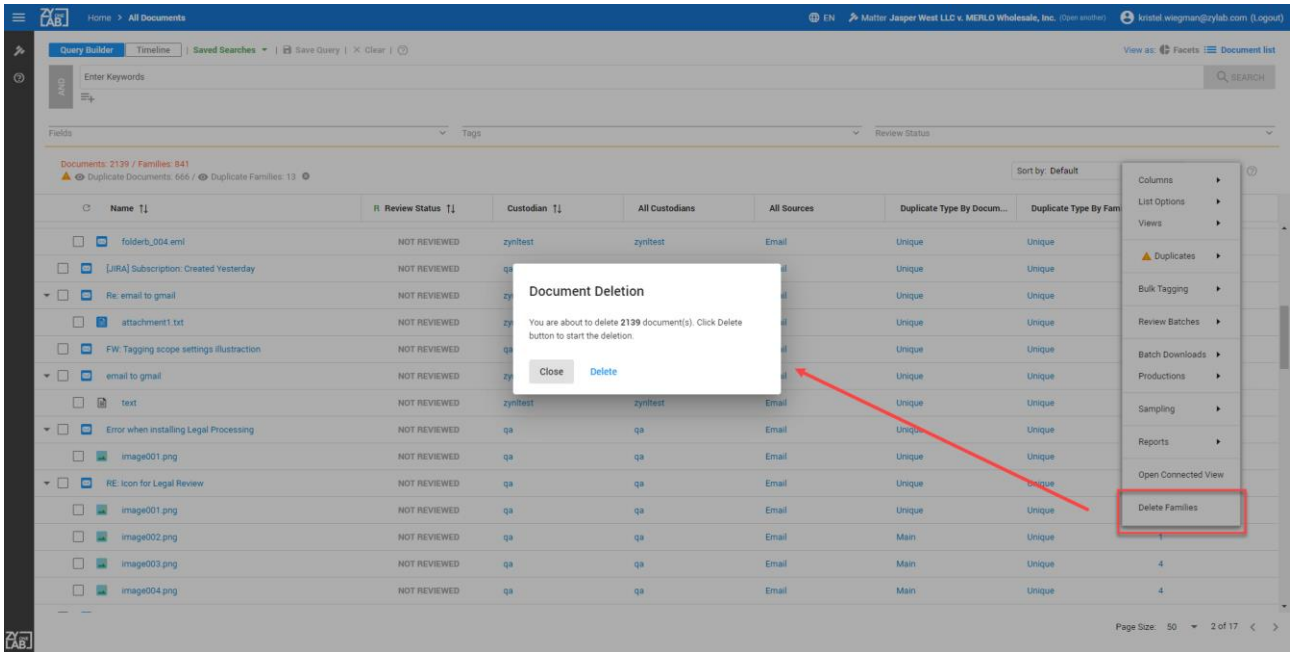 ZY ONE LAB Home > All Documents EN Matter Jasper West LLC v. MERLO Wholesale, Inc. (Open another) kristel.wiegman@zylab.com (Logout)
Query Builder Timeline | Saved Searches | Save Query | × Clear | View as: Facets Document list
AND Enter Keywords SEARCH
Fields Tags Review Status
Documents: 2139 / Families: 841
Duplicate Documents: 666 / Duplicate Families: 13
Sort by: Default
Name Review Status Custodian All Custodians All Sources Duplicate Type By Docum... Duplicate Type By Fam
folderb_004.eml NOT REVIEWED zynltest zynltest Email Unique Unique
[JIRA] Subscription: Created Yesterday NOT REVIEWED qa Unique Unique
Re: email to gmail NOT REVIEWED Unique Unique
attachment1.txt NOT REVIEWED Unique Unique
FW: Tagging scope settings illustraction NOT REVIEWED Unique Unique
email to gmail NOT REVIEWED Unique Unique
text NOT REVIEWED zynltest zynltest Email Unique Unique
Error when installing Legal Processing NOT REVIEWED qa qa Email Unique Unique
image001.png NOT REVIEWED qa qa Email Unique Unique
RE: Icon for Legal Review NOT REVIEWED qa qa Email Unique Unique
image001.png NOT REVIEWED qa qa Email Unique Unique
image002.png NOT REVIEWED qa qa Email Main Unique 1
image003.png NOT REVIEWED qa qa Email Main Unique 4
image004.png NOT REVIEWED qa qa Email Main Unique 4
Document Deletion
You are about to delete 2139 document(s). Click Delete
button to start the deletion.
Close Delete
Columns
List Options
Views
Duplicates
Bulk Tagging
Review Batches
Batch Downloads
Productions
Sampling
Reports
Open Connected View
Delete Families
Page Size: 50 2 of 17
ZY ONE LAB